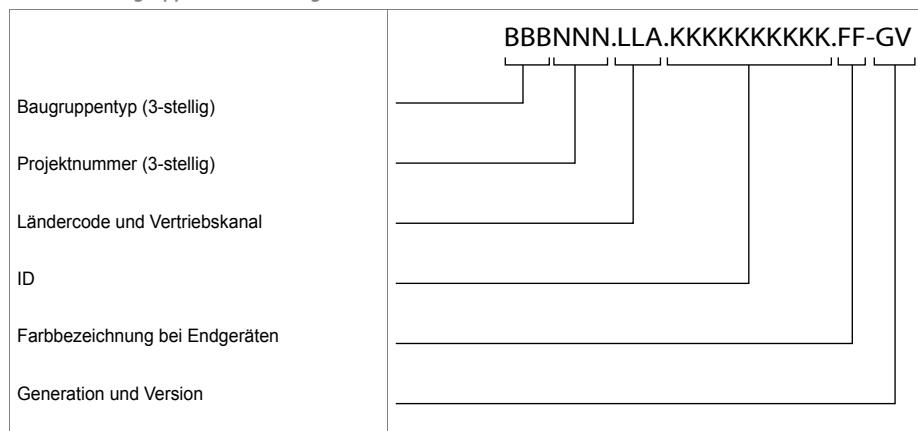 BBBNNN.LLA.KKKKKKKKKK.FF-GV
Baugruppentyp (3-stellig)
Projektnummer (3-stellig)
Ländercode und Vertriebskanal
ID
Farbbezeichnung bei Endgeräten
Generation und Version